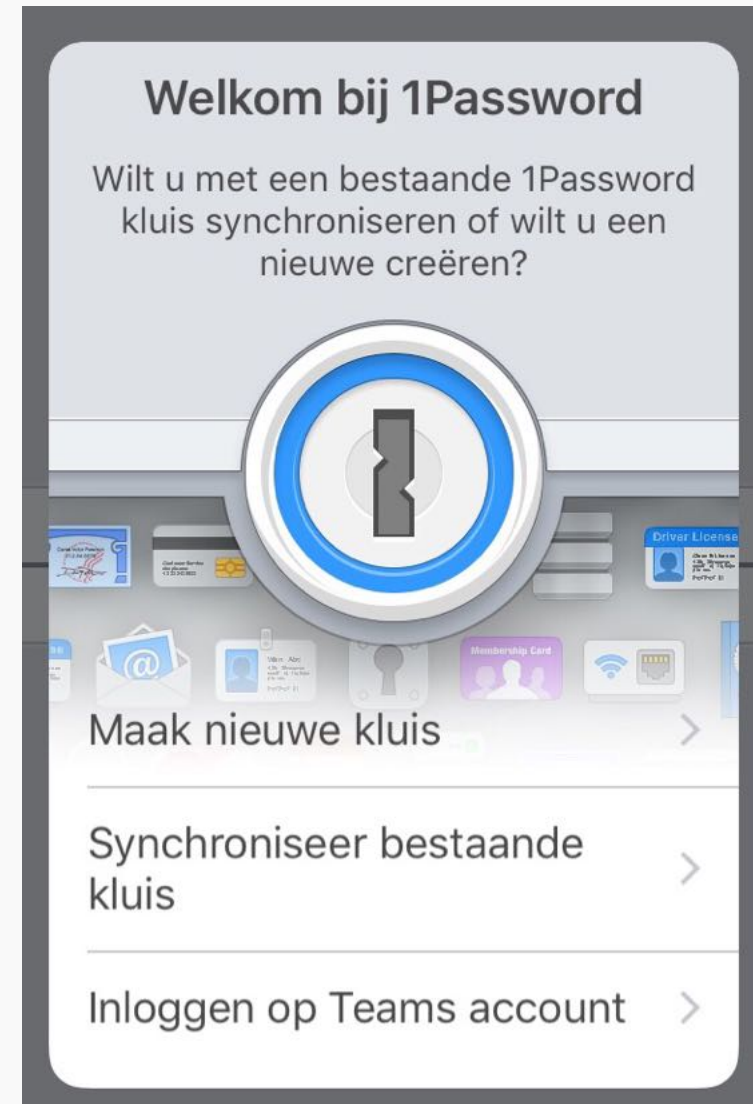 Welkom bij 1Password
Wilt u met een bestaande 1Password
kluis synchroniseren of wilt u een
nieuwe creëren?
Driver License
Membership Card
Maak nieuwe kluis
Synchroniseer bestaande
kluis
Inloggen op Teams account